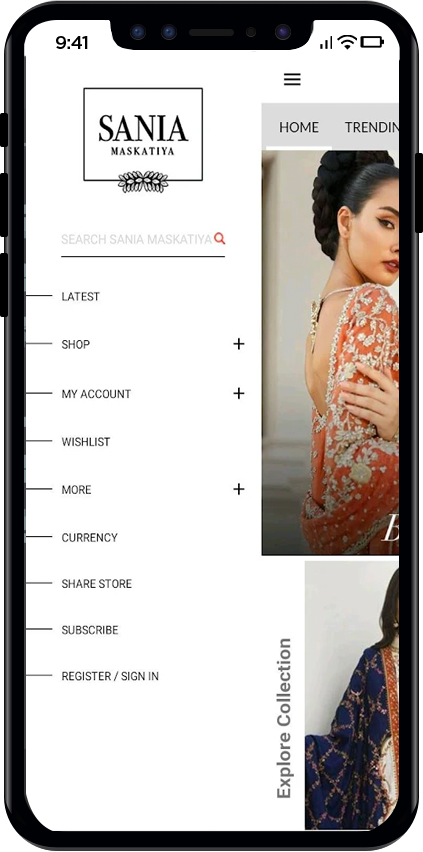 9:41
SANIA
MASKATIYA
SEARCH SANIA MASKATIYA
LATEST
SHOP
MY ACCOUNT
WISHLIST
MORE
CURRENCY
SHARE STORE
SUBSCRIBE
REGISTER / SIGN IN
HOME
Explore Collection